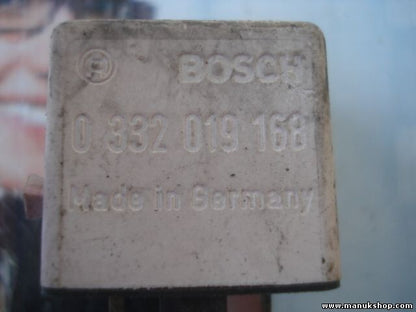 BOSCH
0 332 019 168
Made in Germany
www.manukshop.com